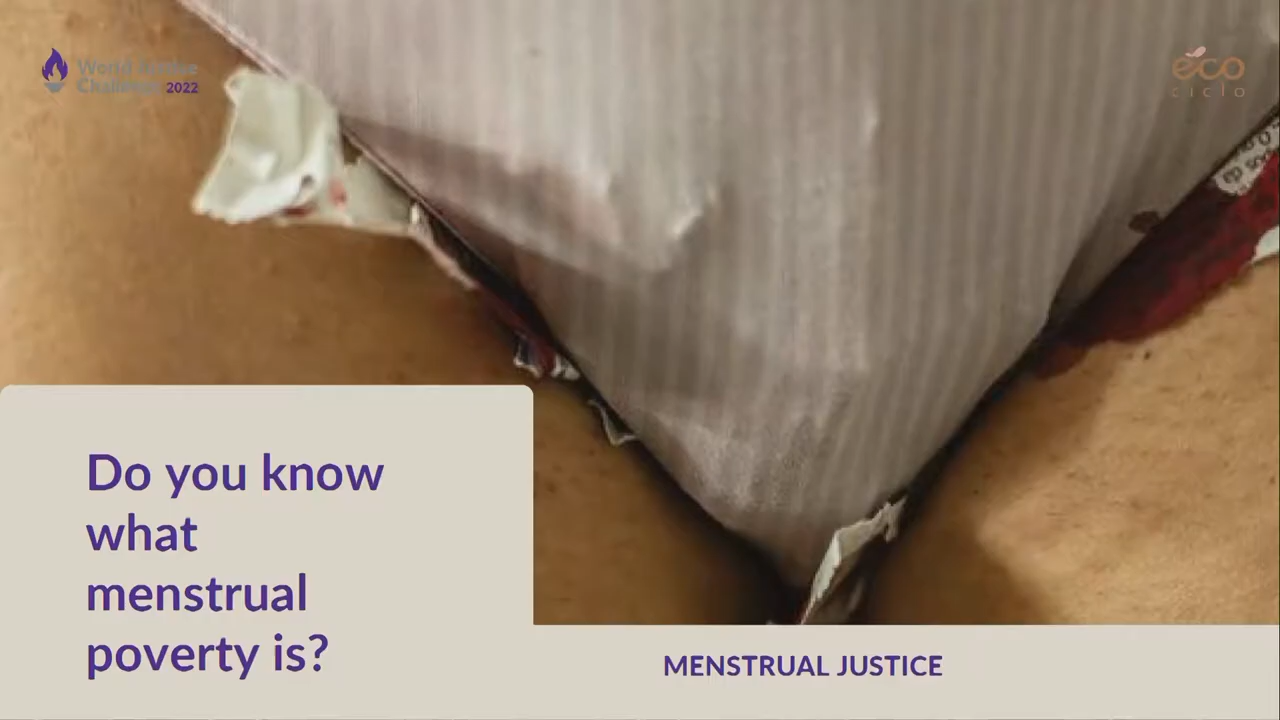 World Justice
Challenge 2022
eco
ciclo
Do you know
what
menstrual
poverty is?
MENSTRUAL JUSTICE